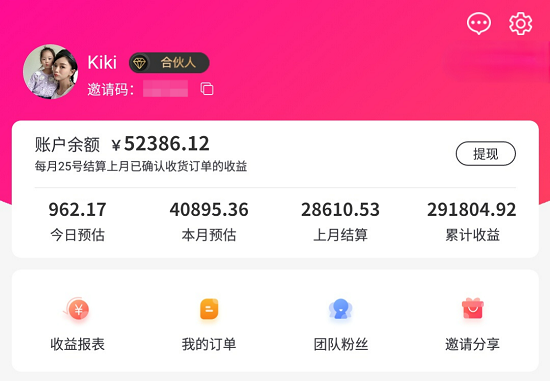 Kiki 合伙人
邀请码：
账户余额 ￥52386.12
每月25号结算上月已确认收货订单的收益
提现
962.17 40895.36 28610.53 291804.92
今日预估 本月预估 上月结算 累计收益
收益报表 我的订单 团队粉丝 邀请分享